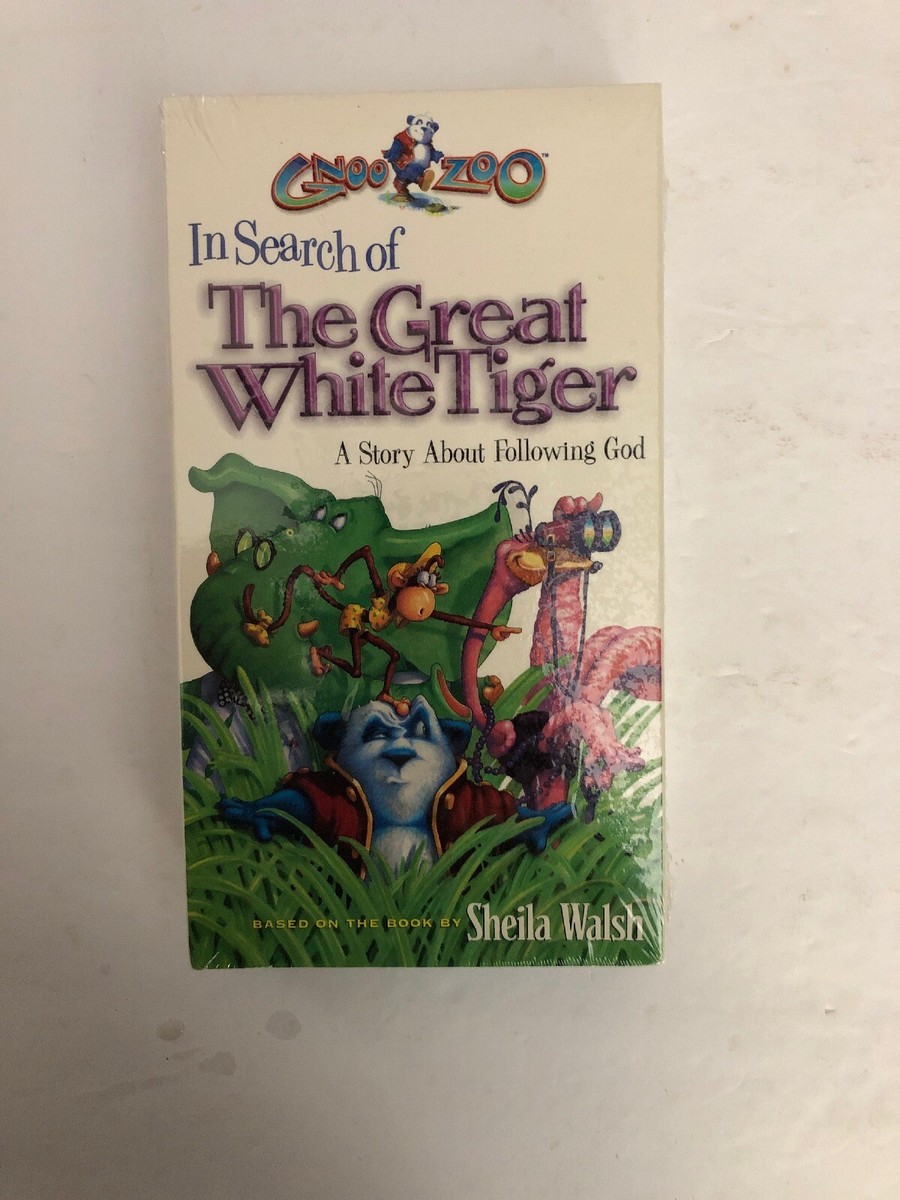 GNOO ZOO™
In Search of
The Great
White Tiger
A Story About Following God
BASED ON THE BOOK BY Sheila Walsh